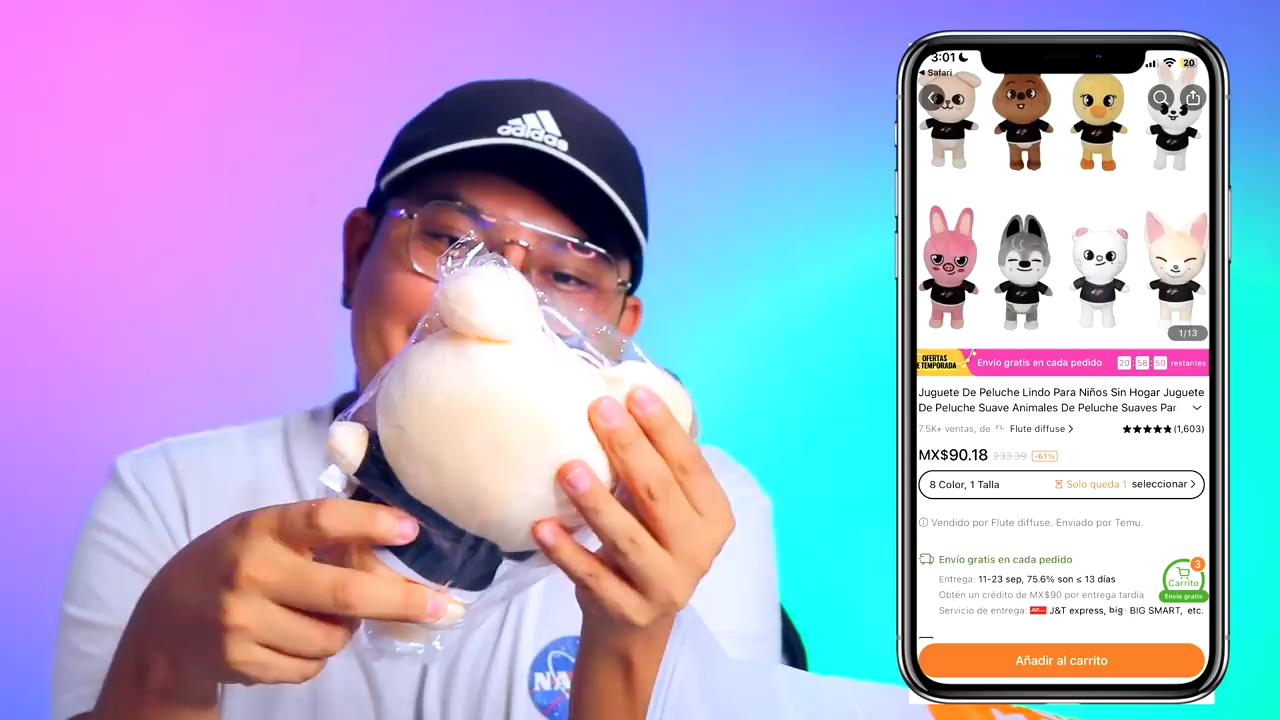 adidas
NA
3:01
20
Safari
1/13
OFERTAS
DE TEMPORADA
Envío gratis en cada pedido
20 58 50 restantes
Juguete De Peluche Lindo Para Niños Sin Hogar Juguete
De Peluche Suave Animales De Peluche Suaves Par
7.5K+ ventas, de Flute diffuse
(1,603)
MX$90.18 233.39 -61%
8 Color, 1 Talla Solo queda 1 seleccionar
Vendido por Flute diffuse. Enviado por Temu.
Envío gratis en cada pedido
Entrega: 11-23 sep, 75.6% son ≤ 13 días
Obtén un crédito de MX$90 por entrega tardía
Servicio de entrega: J&T express, big BIG SMART, etc.
3
Carrito
Envío gratis
Añadir al carrito